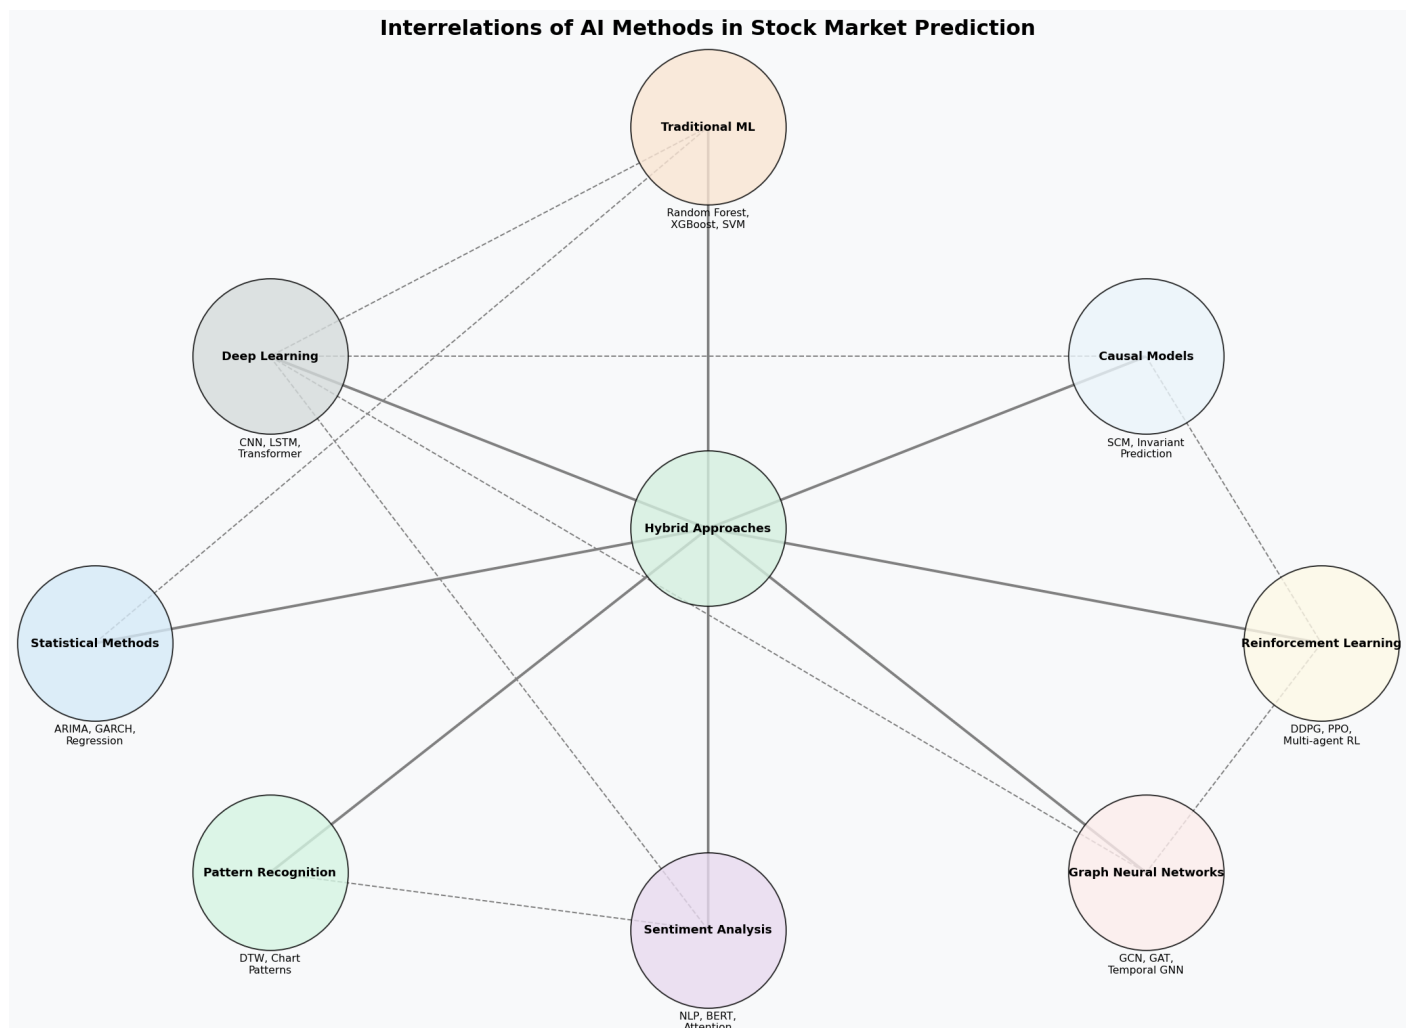 Interrelations of AI Methods in Stock Market Prediction
Traditional ML
Random Forest,
XGBoost, SVM
Deep Learning
CNN, LSTM,
Transformer
Causal Models
SCM, Invariant
Prediction
Hybrid Approaches
Statistical Methods
ARIMA, GARCH,
Regression
Reinforcement Learning
DDPG, PPO,
Multi-agent RL
Pattern Recognition
DTW, Chart
Patterns
Sentiment Analysis
NLP, BERT,
Attention
Graph Neural Networks
GCN, GAT,
Temporal GNN